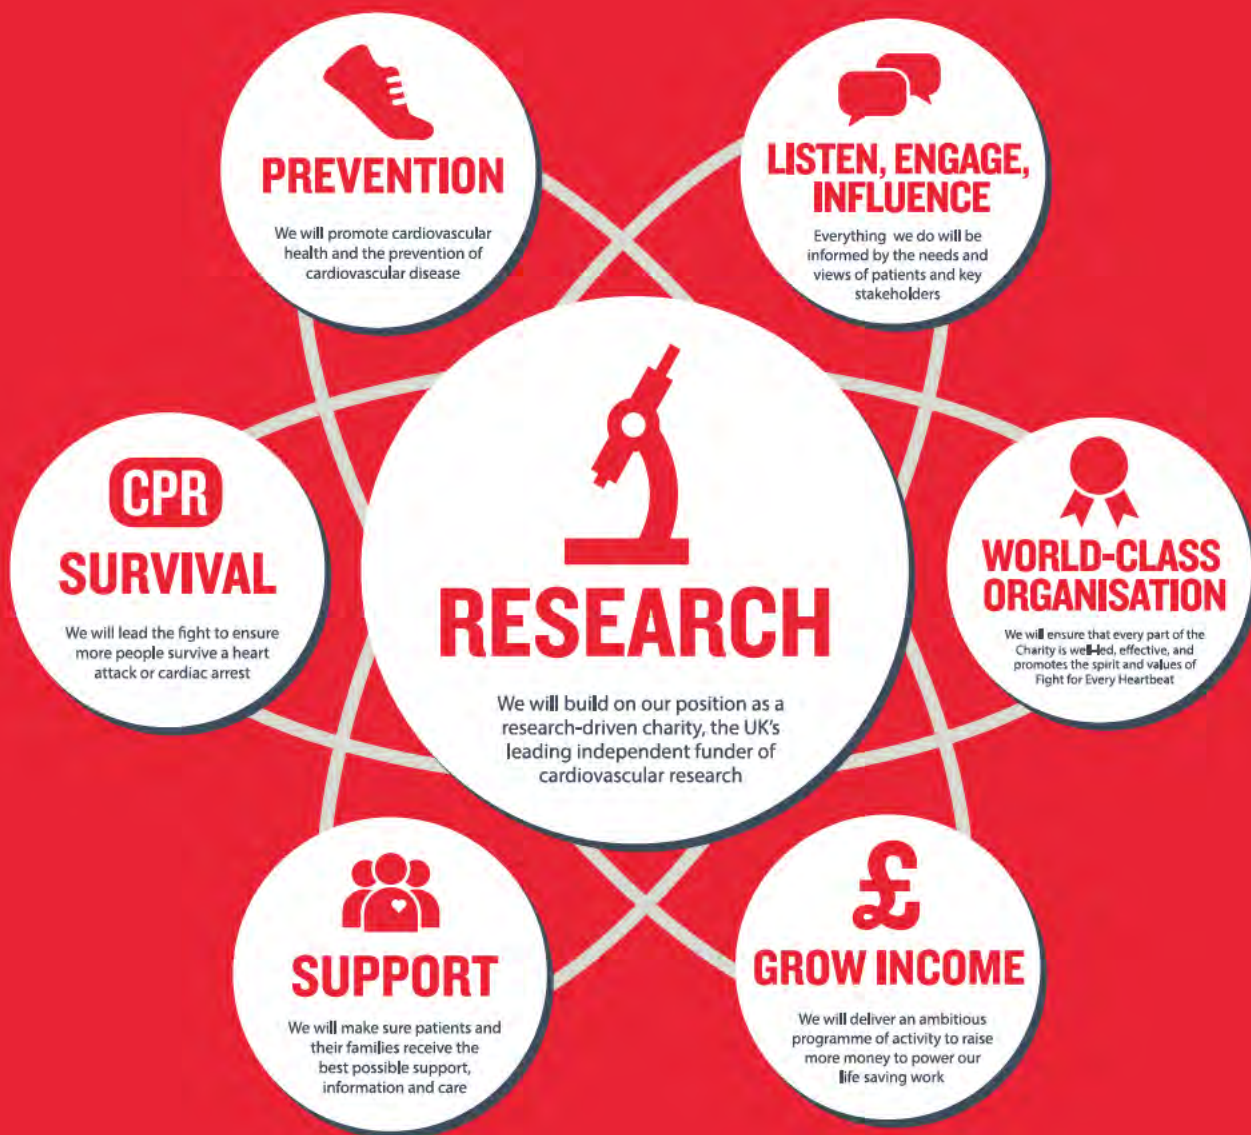 PREVENTION
We will promote cardiovascular
health and the prevention of
cardiovascular disease
LISTEN, ENGAGE,
INFLUENCE
Everything we do will be
informed by the needs and
views of patients and key
stakeholders
CPR
SURVIVAL
We will lead the fight to ensure
more people survive a heart
attack or cardiac arrest
RESEARCH
We will build on our position as a
research-driven charity, the UK's
leading independent funder of
cardiovascular research
WORLD-CLASS
ORGANISATION
We will ensure that every part of the
Charity is well-led, effective, and
promotes the spirit and values of
Fight for Every Heartbeat
SUPPORT
We will make sure patients and
their families receive the
best possible support,
information and care
£
GROW INCOME
We will deliver an ambitious
programme of activity to raise
more money to power our
life saving work